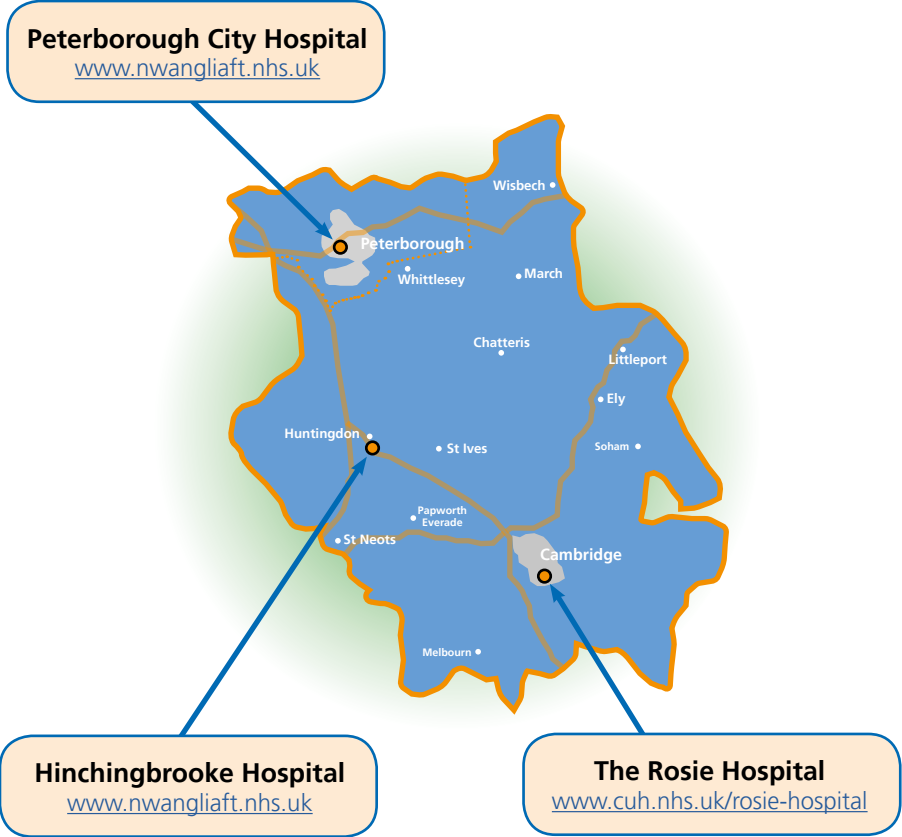 Peterborough City Hospital
www.nwangliaft.nhs.uk
Wisbech
Peterborough
Whittlesey
March
Chatteris
Littleport
Ely
Huntingdon
St Ives
Soham
Papworth
Everade
St Neots
Cambridge
Melbourn
Hinchingbrooke Hospital
www.nwangliaft.nhs.uk
The Rosie Hospital
www.cuh.nhs.uk/rosie-hospital